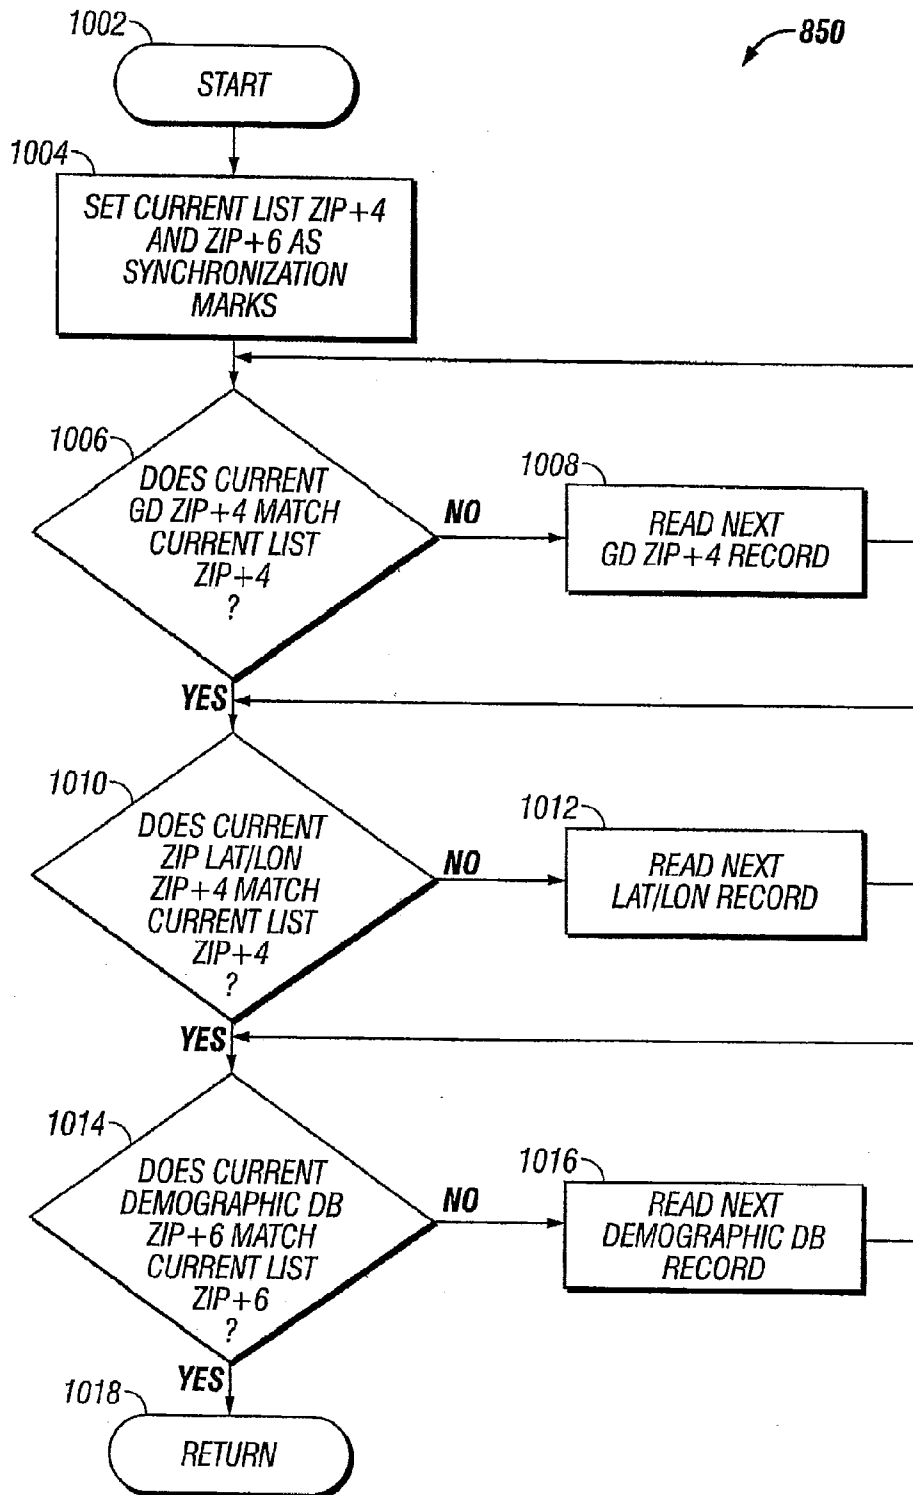 1002
850
START
1004
SET CURRENT LIST ZIP+4
AND ZIP+6 AS
SYNCHRONIZATION
MARKS
1006
DOES CURRENT
GD ZIP+4 MATCH
CURRENT LIST
ZIP+4
?
NO
1008
READ NEXT
GD ZIP+4 RECORD
YES
1010
DOES CURRENT
ZIP LAT/LON
ZIP+4 MATCH
CURRENT LIST
ZIP+4
?
NO
1012
READ NEXT
LAT/LON RECORD
YES
1014
DOES CURRENT
DEMOGRAPHIC DB
ZIP+6 MATCH
CURRENT LIST
ZIP+6
?
NO
1016
READ NEXT
DEMOGRAPHIC DB
RECORD
YES
1018
RETURN